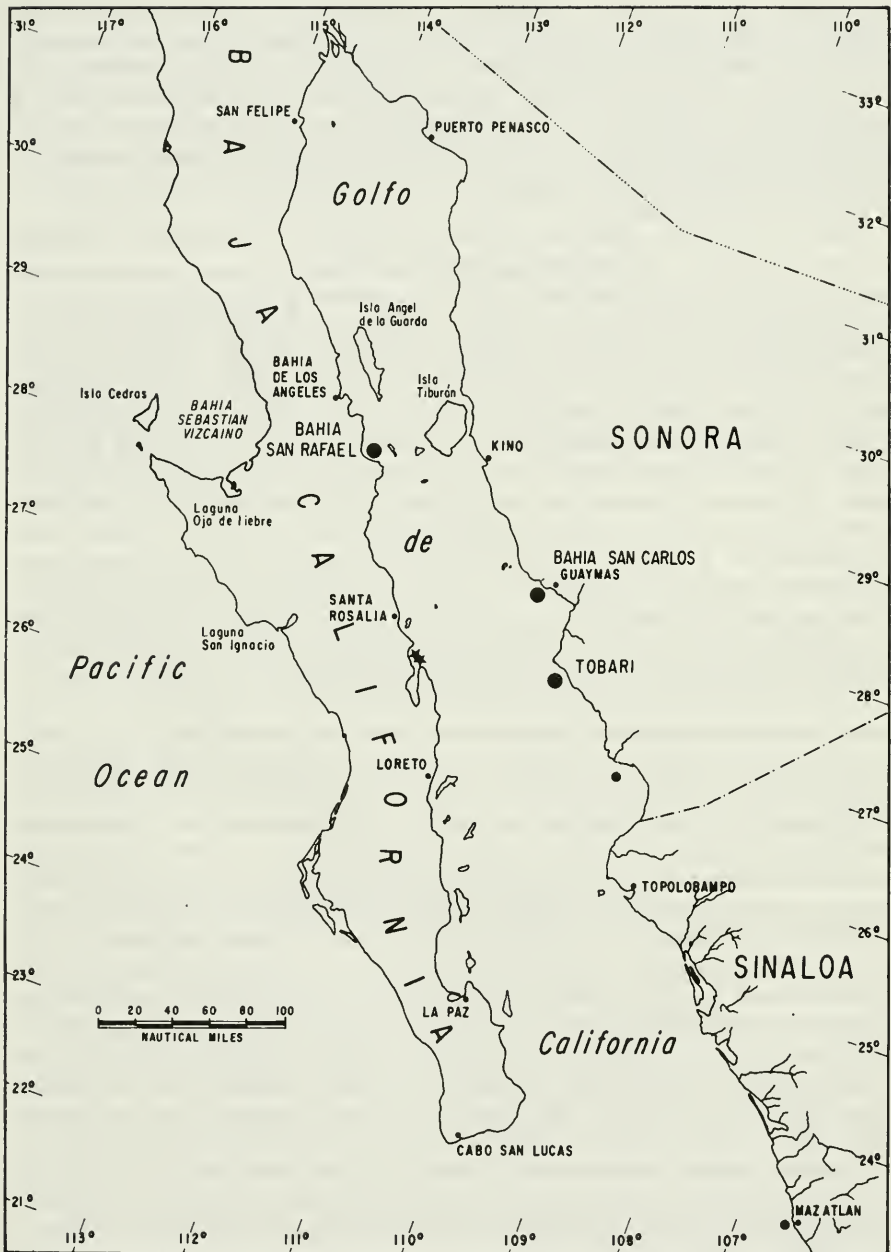 31° 117° 116° 115° 114° 113° 112° 111° 110°
B
33°
SAN FELIPE
PUERTO PENASCO
30°
A
Golfo
J
32°
29°
A
Isla Angel
de la Guarda
31°
BAHIA
DE LOS
ANGELES
Isla
Tiburón
28°
Isla Cedros
BAHIA
SEBASTIAN
VIZCAINO
BAHIA
SAN RAFAEL
SONORA
KINO
30°
27°
C
Laguna
Ojo de Liebre
A
de
BAHIA SAN CARLOS
GUAYMAS
29°
26°
SANTA
ROSALIA
L
Laguna
San Ignacio
Pacific
TOBARI
I
28°
25°
F
Ocean
LORETO
O
27°
24°
R
TOPOLOBAMPO
N
26°
23°
SINALOA
I
0 20 40 60 80 100
NAUTICAL MILES
LA PAZ
A
California
25°
22°
CABO SAN LUCAS
24°
21°
MAZATLAN
113° 112° 111° 110° 109° 108° 107°